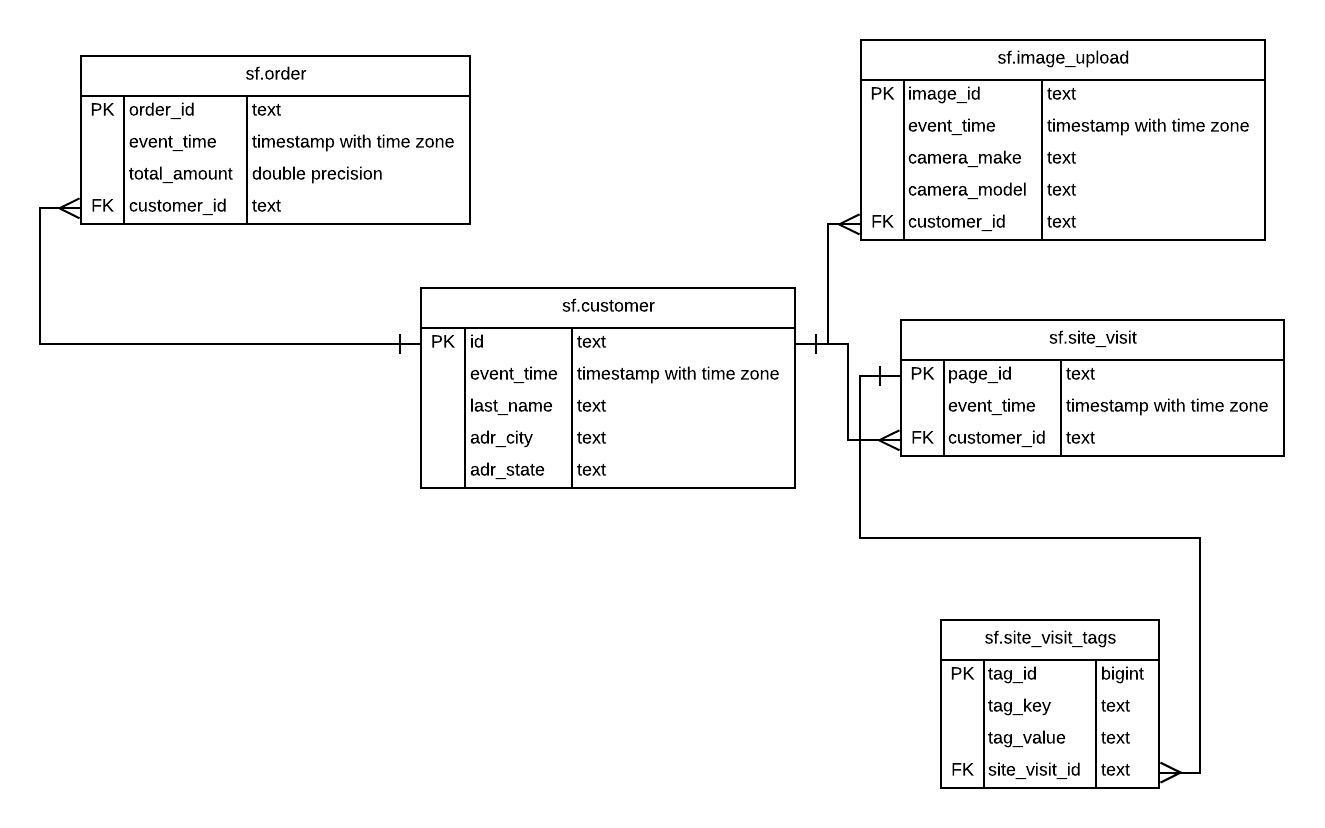 sf.order
PK order_id text
event_time timestamp with time zone
total_amount double precision
FK customer_id text
sf.image_upload
PK image_id text
event_time timestamp with time zone
camera_make text
camera_model text
FK customer_id text
sf.customer
PK id text
event_time timestamp with time zone
last_name text
adr_city text
adr_state text
sf.site_visit
PK page_id text
event_time timestamp with time zone
FK customer_id text
sf.site_visit_tags
PK tag_id bigint
tag_key text
tag_value text
FK site_visit_id text